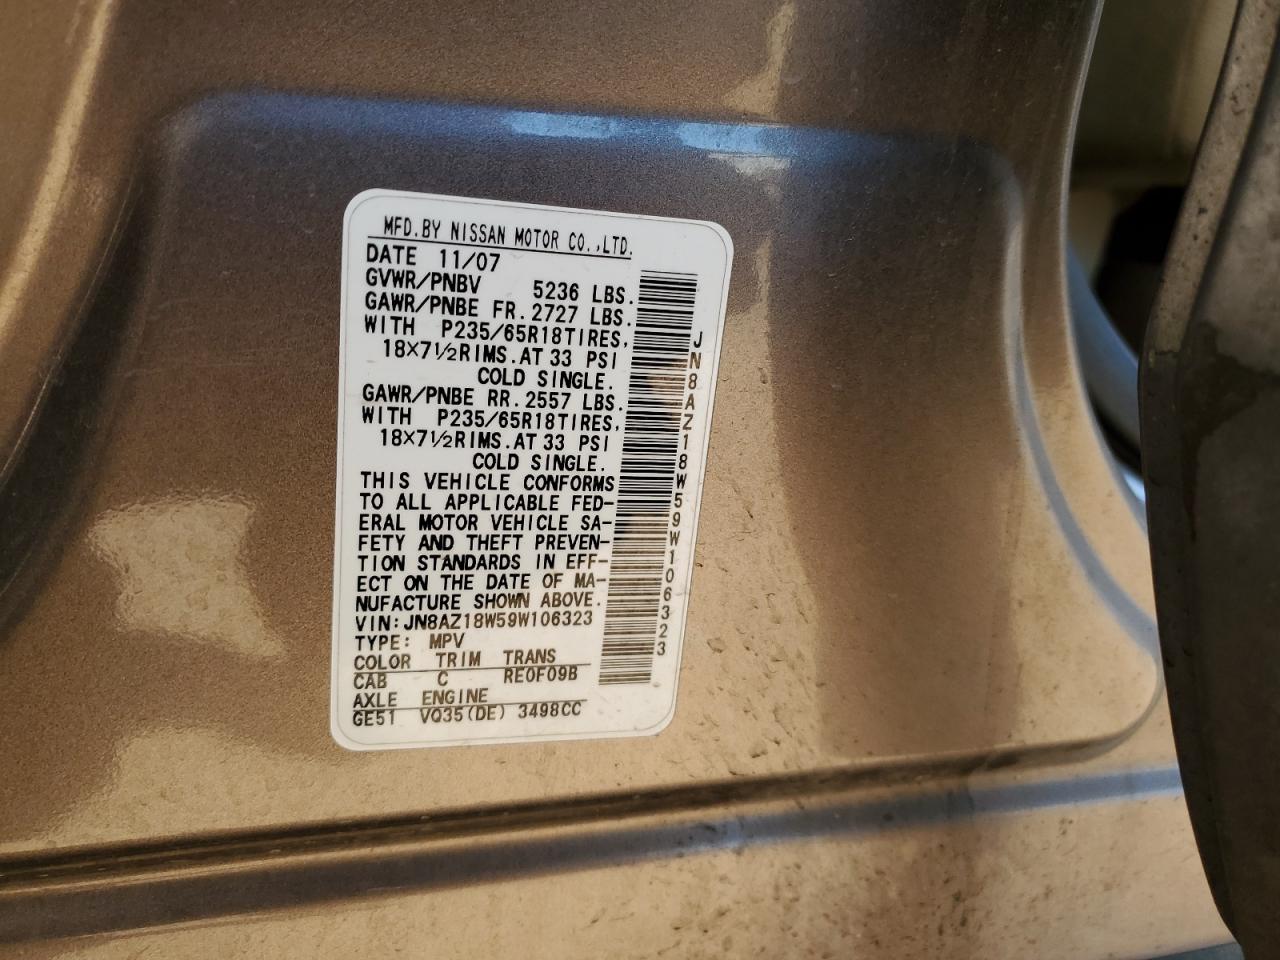 MFD.BY NISSAN MOTOR CO.,LTD.
DATE 11/07
GVWR/PNBV 5236 LBS.
GAWR/PNBE FR.2727 LBS.
WITH P235/65R18TIRES,
18×7½RIMS.AT 33 PSI
COLD SINGLE.
GAWR/PNBE RR.2557 LBS.
WITH P235/65R18TIRES,
18×7½RIMS.AT 33 PSI
COLD SINGLE.
THIS VEHICLE CONFORMS
TO ALL APPLICABLE FED-
ERAL MOTOR VEHICLE SA-
FETY AND THEFT PREVEN-
TION STANDARDS IN EFF-
ECT ON THE DATE OF MA-
NUFACTURE SHOWN ABOVE.
VIN:JN8AZ18W59W106323
TYPE: MPV
COLOR TRIM TRANS
CAB C RE0F09B
AXLE ENGINE
GE51 VQ35(DE) 3498CC
JN8AZ18W59W106323